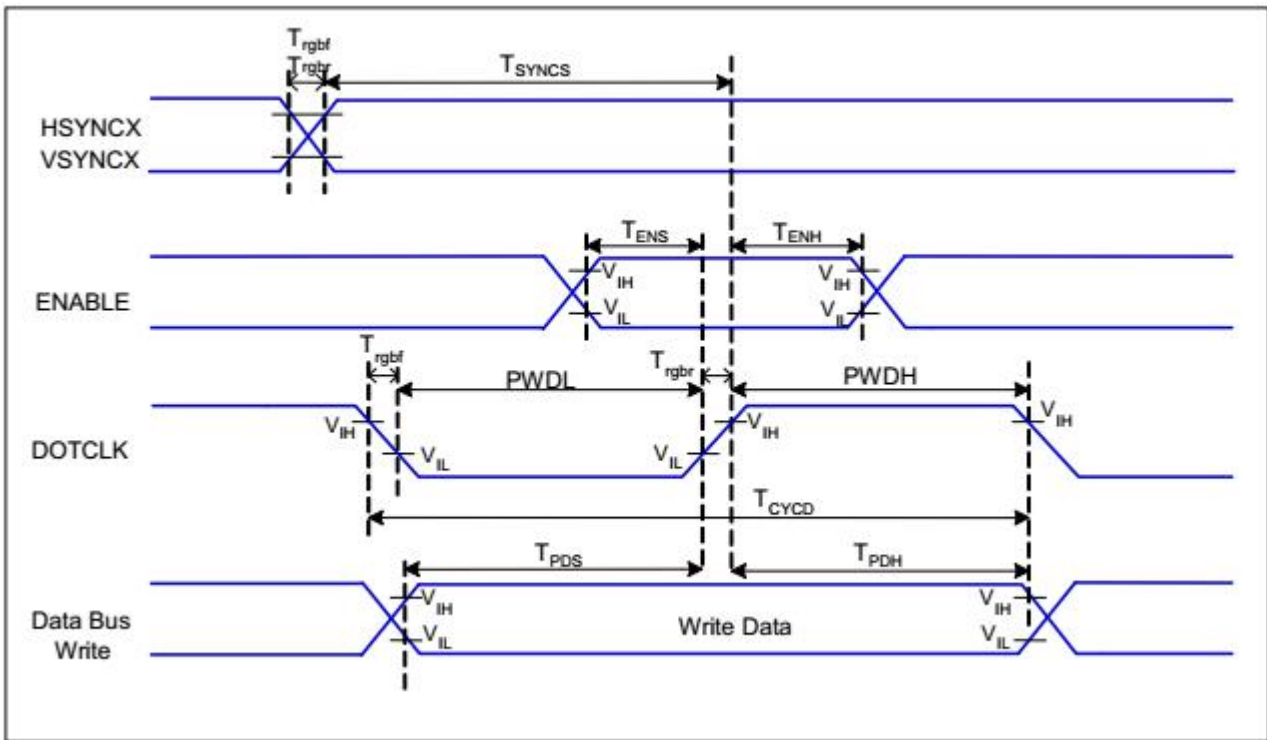 Trgbf
Trgbr
TSYNCS
HSYNCX
VSYNCX
TENS
TENH
VIH
VIH
ENABLE
VIL
VIL
Trgbf
Trgbr
PWDL
PWDH
VIH
VIH
VIH
DOTCLK
VIL
VIL
TCYCD
TPDS
TPDH
VIH
VIH
Data Bus
Write
Write Data
VIL
VIL